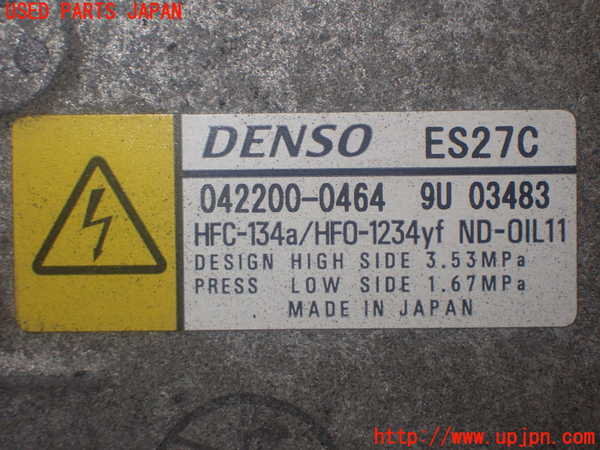 USED PARTS JAPAN
DENSO ES27C
042200-0464 9U 03483
HFC-134a/HFO-1234yf ND-OIL11
DESIGN HIGH SIDE 3.53MPa
PRESS LOW SIDE 1.67MPa
MADE IN JAPAN
http://www.upjpn.com/